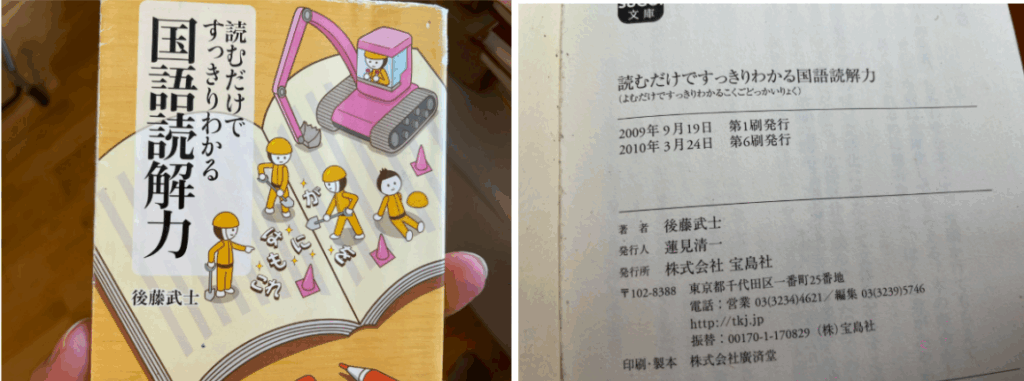 読むだけで
すっきりわかる
国語読解力
後藤武士
が
なにを
これ
文庫
読むだけですっきりわかる国語読解力
(よむだけですっきりわかるこくごどっかいりょく)
2009年9月19日 第1刷発行
2010年3月24日 第6刷発行
著者 後藤武士
発行人 蓮見清一
発行所 株式会社 宝島社
〒102-8388 東京都千代田区一番町25番地
電話:営業 03(3234)4621/編集 03(3239)5746
http://tkj.jp
振替:00170-1-170829 (株)宝島社
印刷・製本 株式会社廣済堂